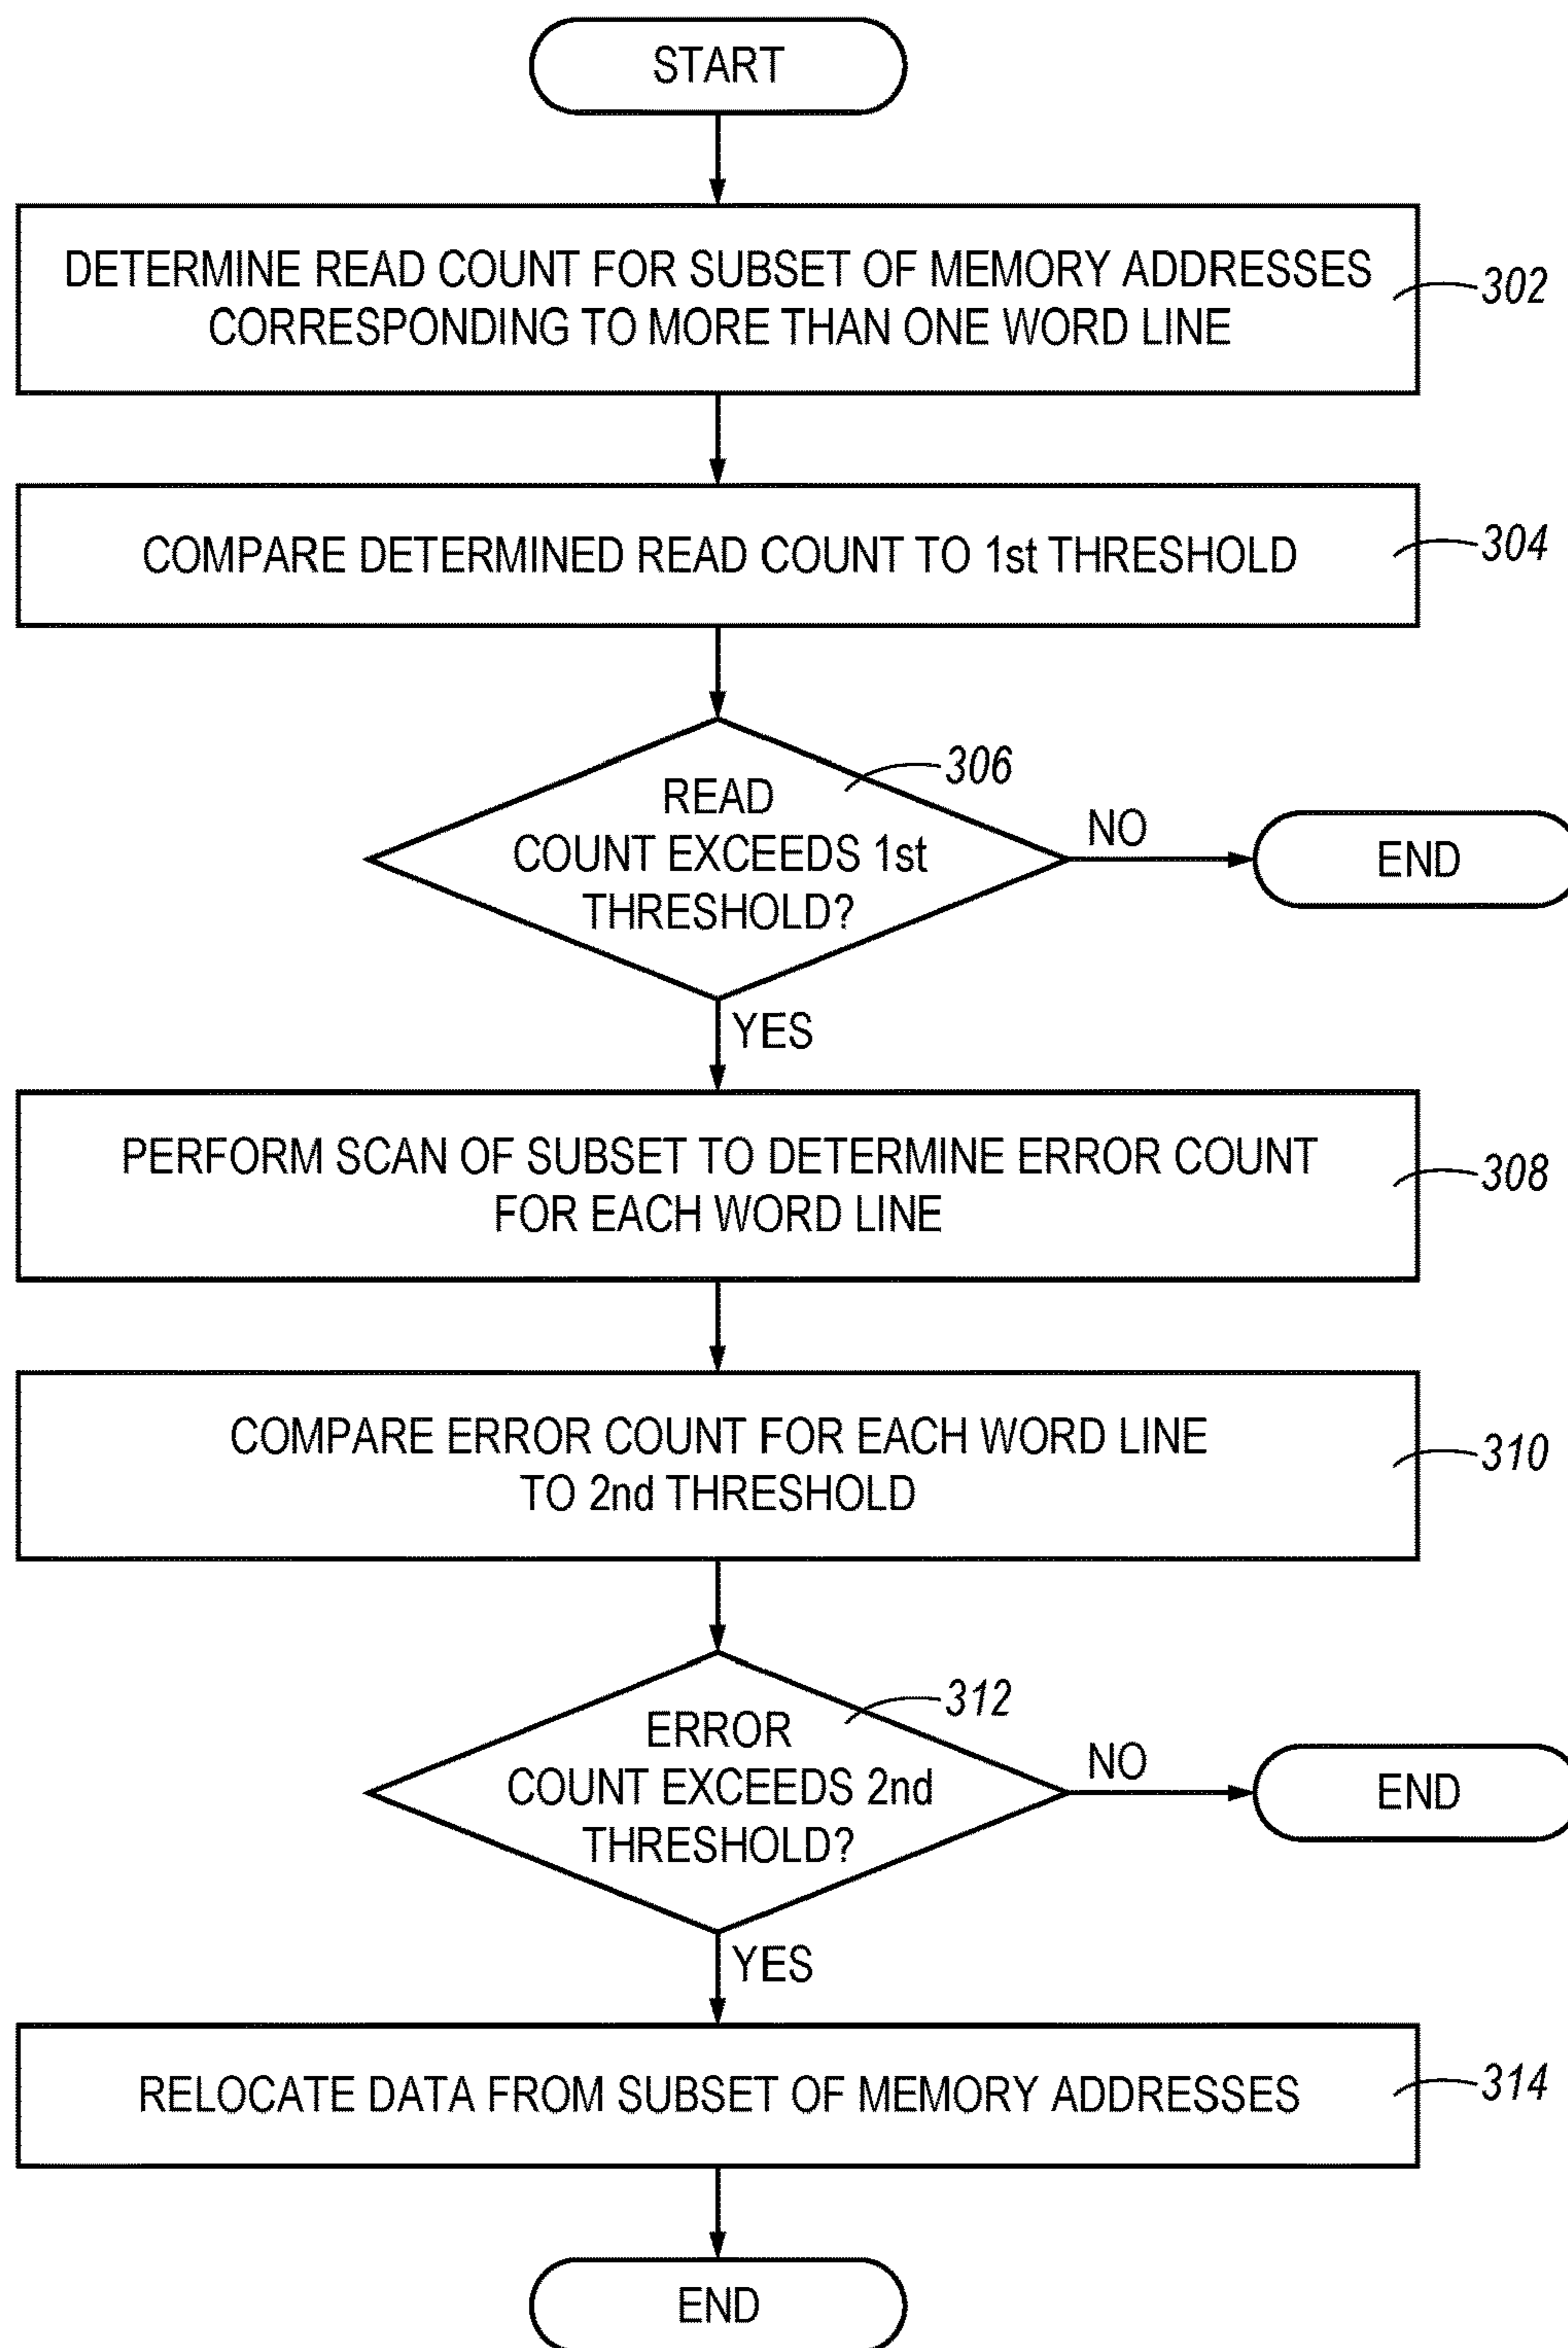 START
DETERMINE READ COUNT FOR SUBSET OF MEMORY ADDRESSES
CORRESPONDING TO MORE THAN ONE WORD LINE
302
COMPARE DETERMINED READ COUNT TO 1st THRESHOLD
304
306
READ
COUNT EXCEEDS 1st
THRESHOLD?
NO
END
YES
PERFORM SCAN OF SUBSET TO DETERMINE ERROR COUNT
FOR EACH WORD LINE
308
COMPARE ERROR COUNT FOR EACH WORD LINE
TO 2nd THRESHOLD
310
312
ERROR
COUNT EXCEEDS 2nd
THRESHOLD?
NO
END
YES
RELOCATE DATA FROM SUBSET OF MEMORY ADDRESSES
314
END